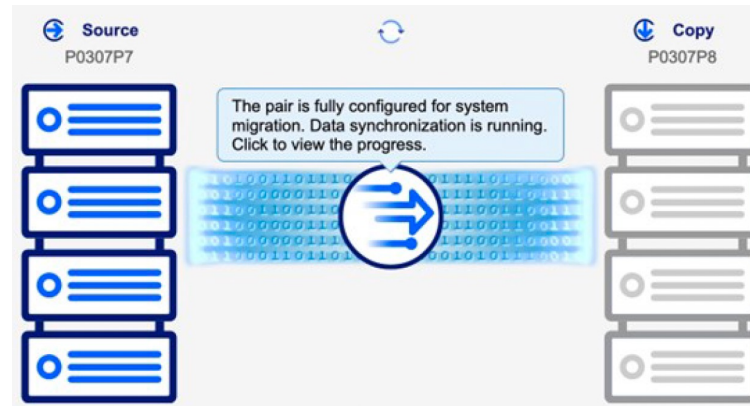 Source
P0307P7
Copy
P0307P8
The pair is fully configured for system
migration. Data synchronization is running.
Click to view the progress.